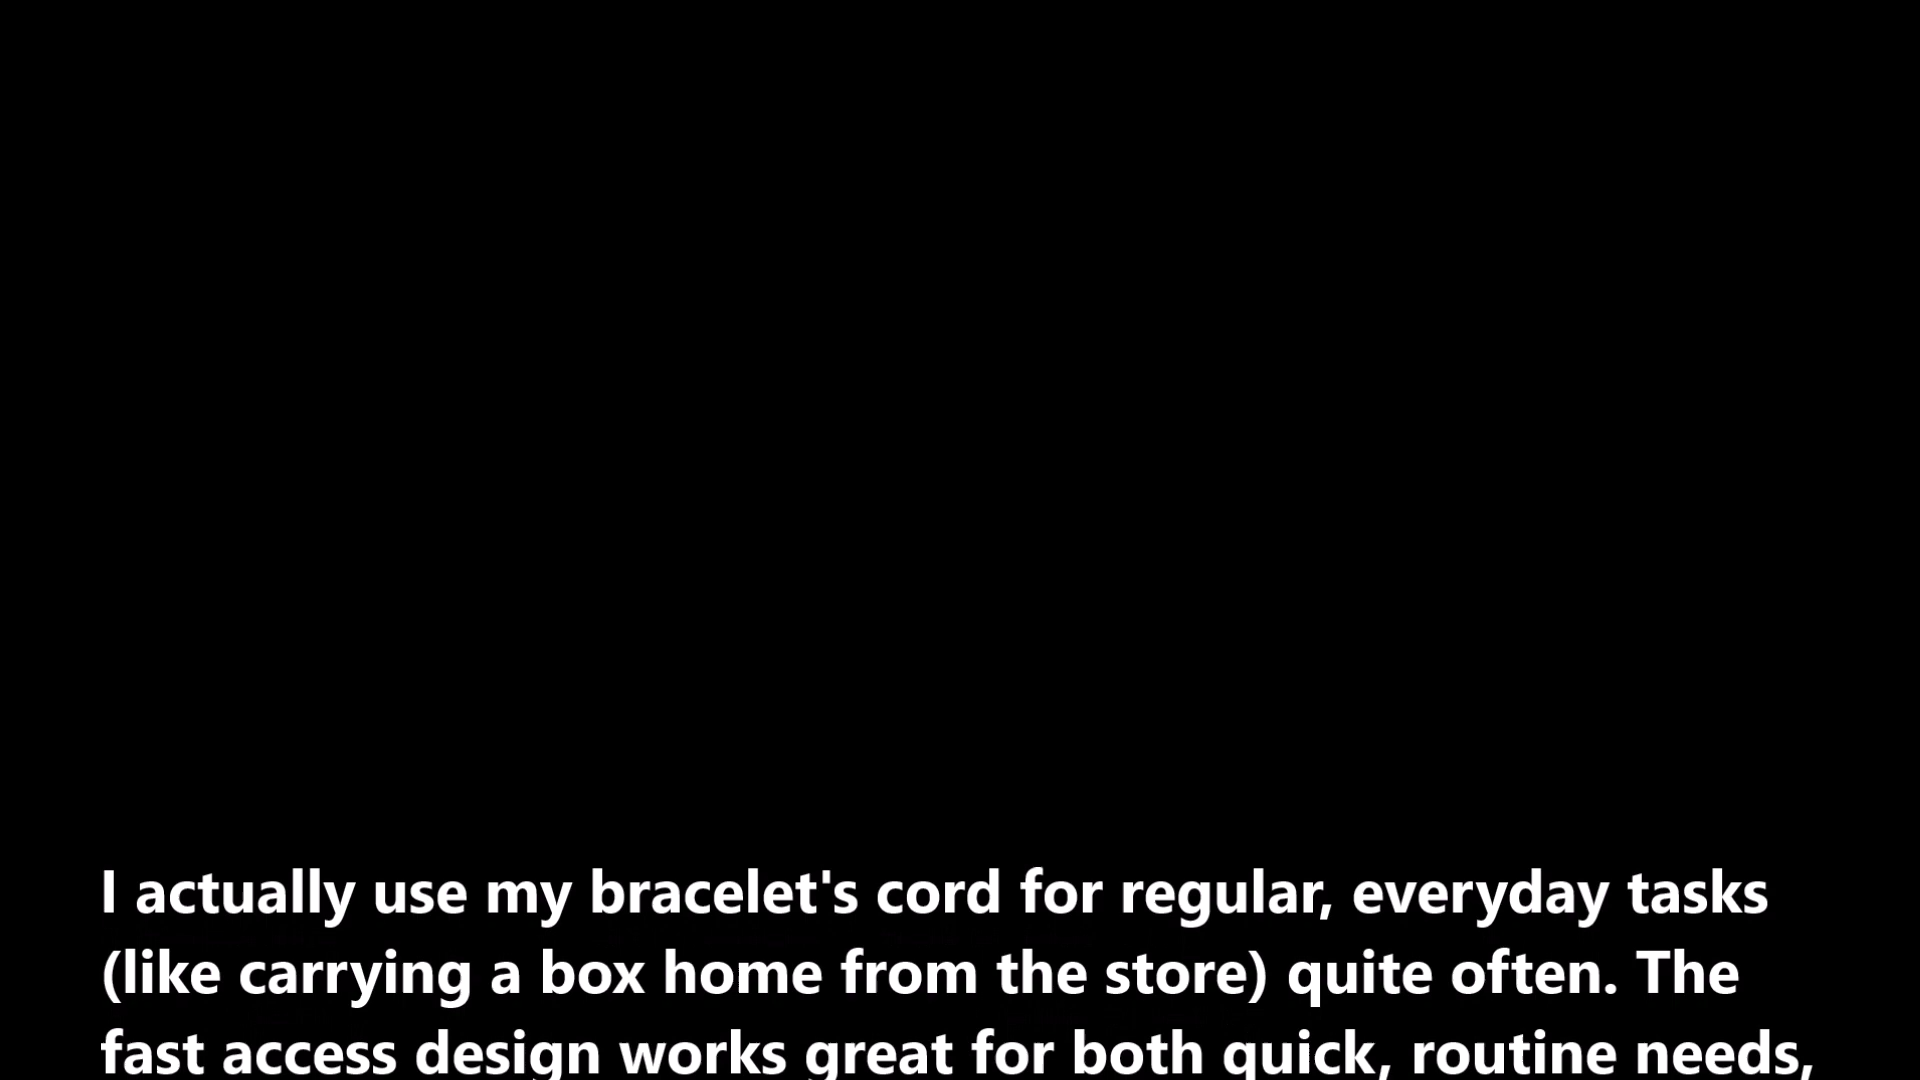 I actually use my bracelet's cord for regular, everyday tasks
(like carrying a box home from the store) quite often. The
fast access design works great for both quick, routine needs,